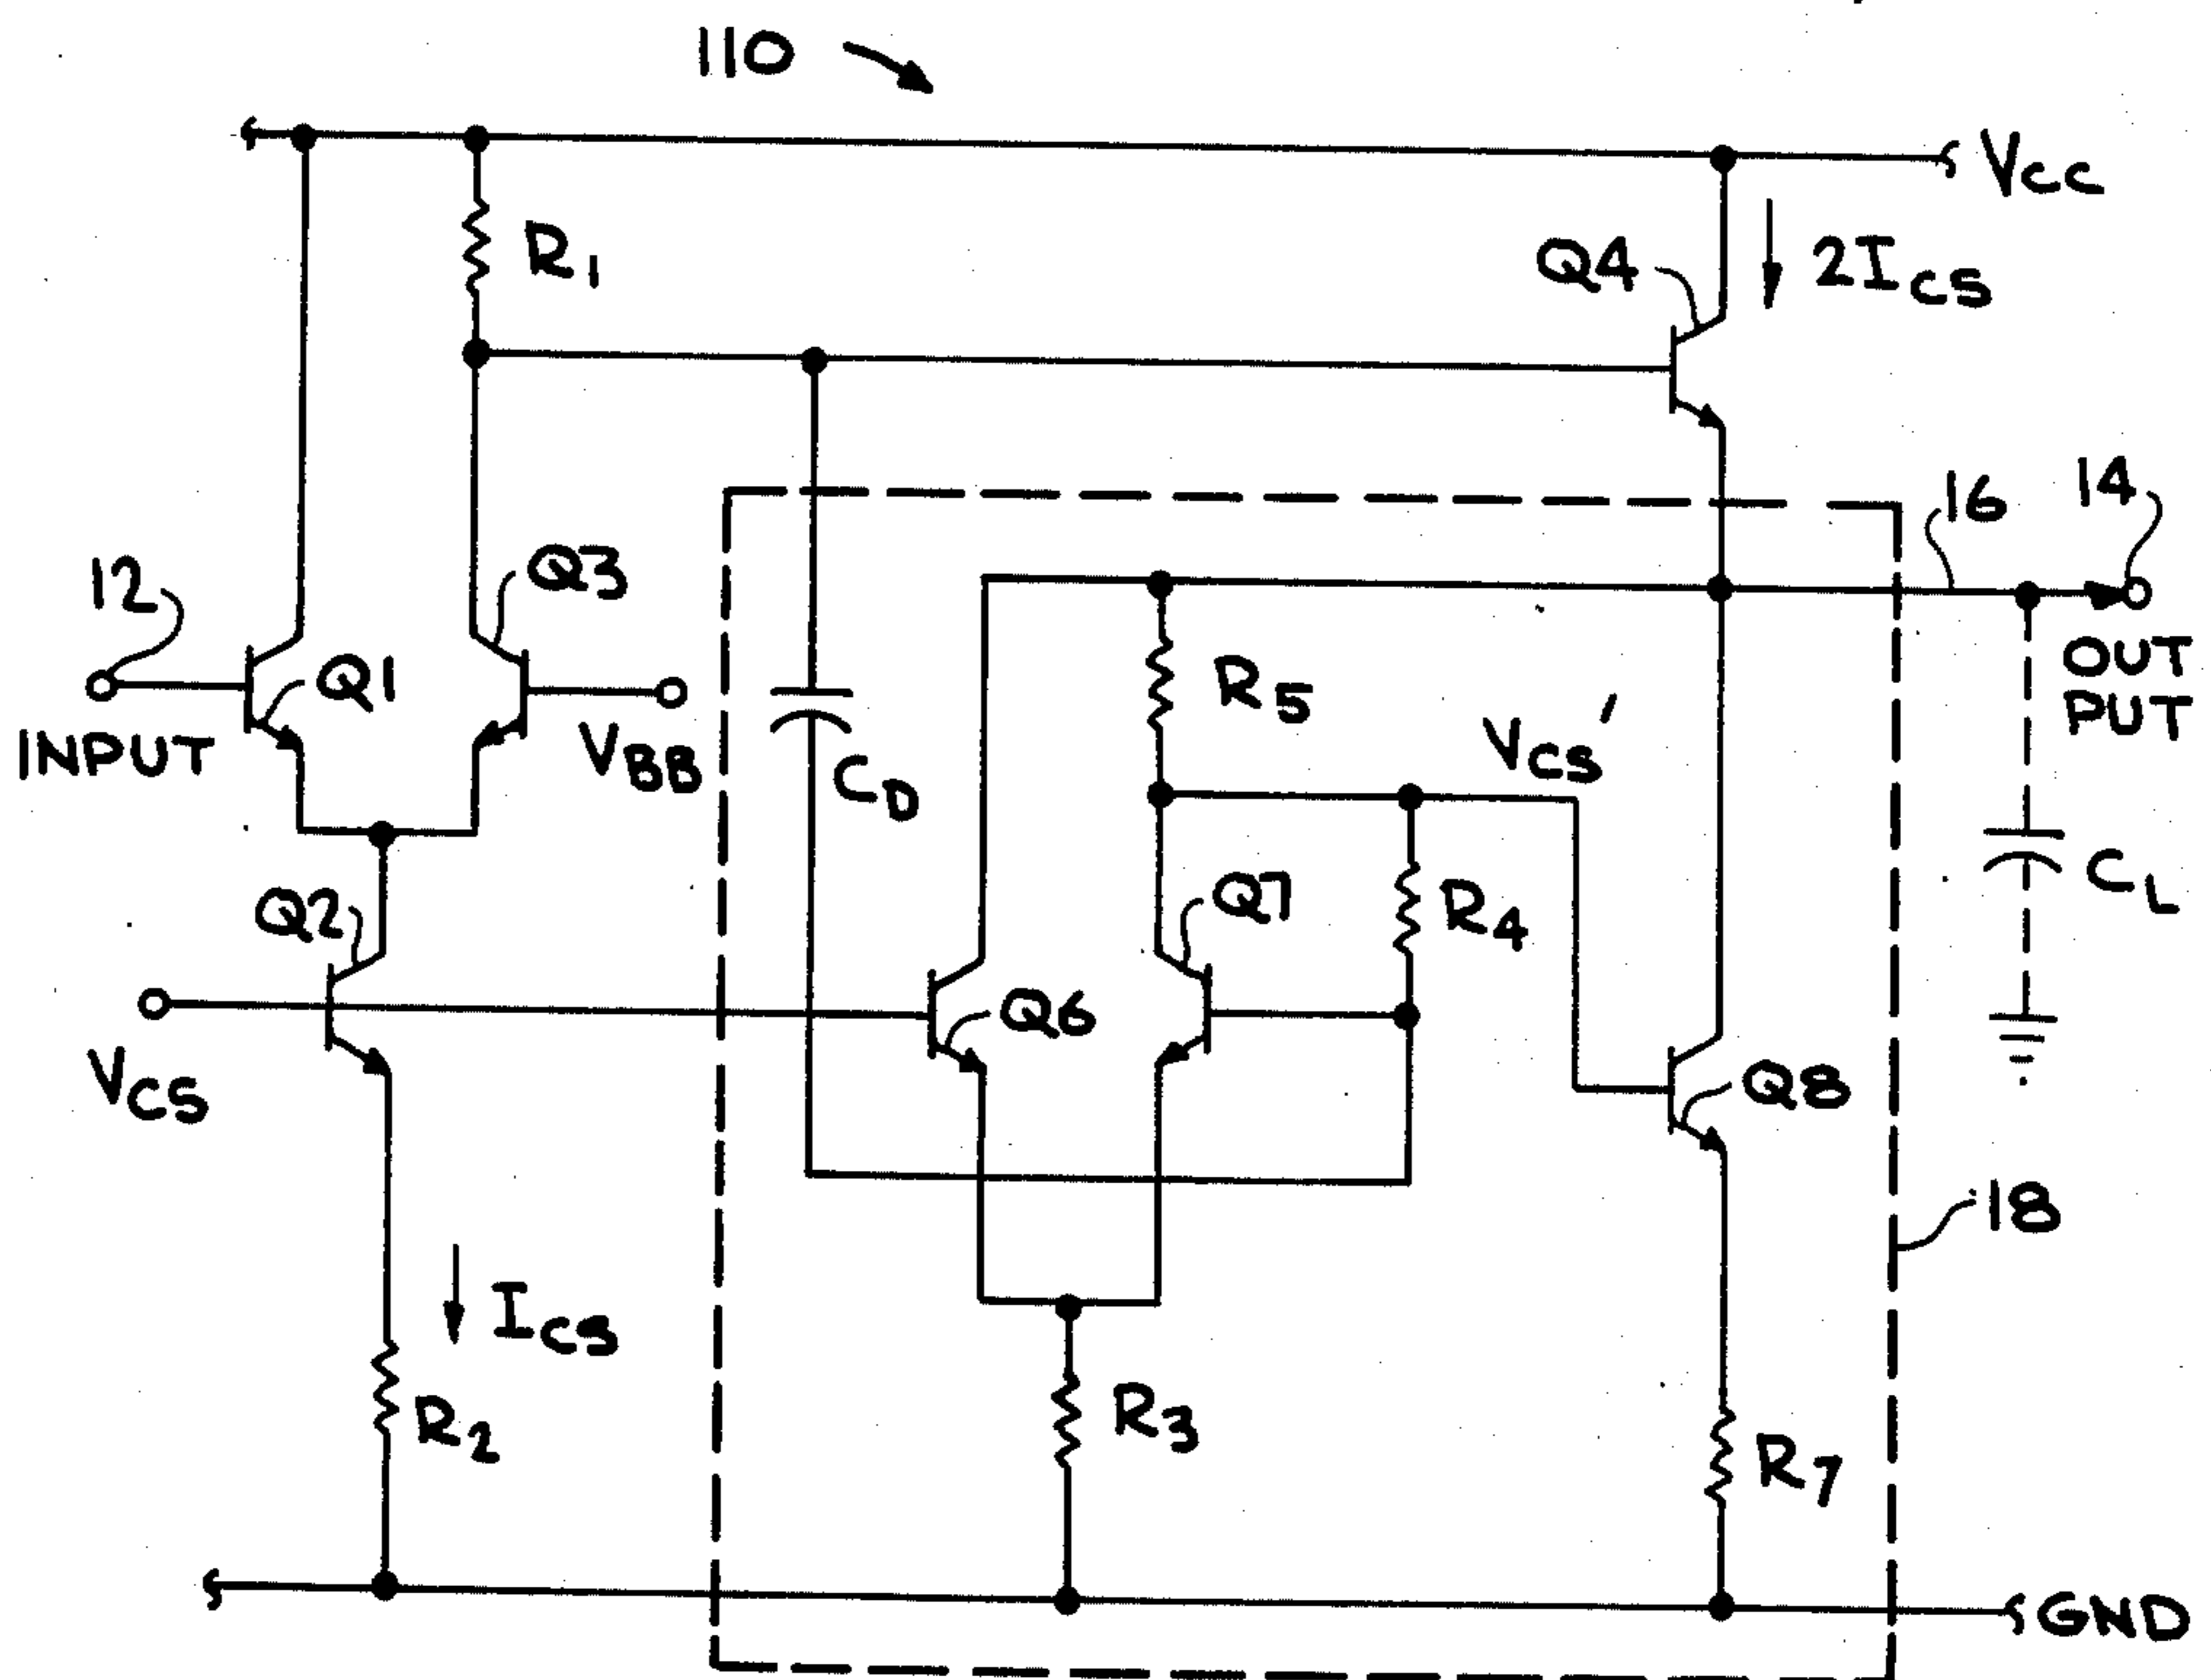 110
VCC
R1
Q4
2ICS
16
14
12
Q3
Q1
R5
OUT
PUT
INPUT
VBB
CD
VCS'
CL
Q2
Q7
R4
Q6
Q8
VCS
18
ICS
R2
R3
R7
GND